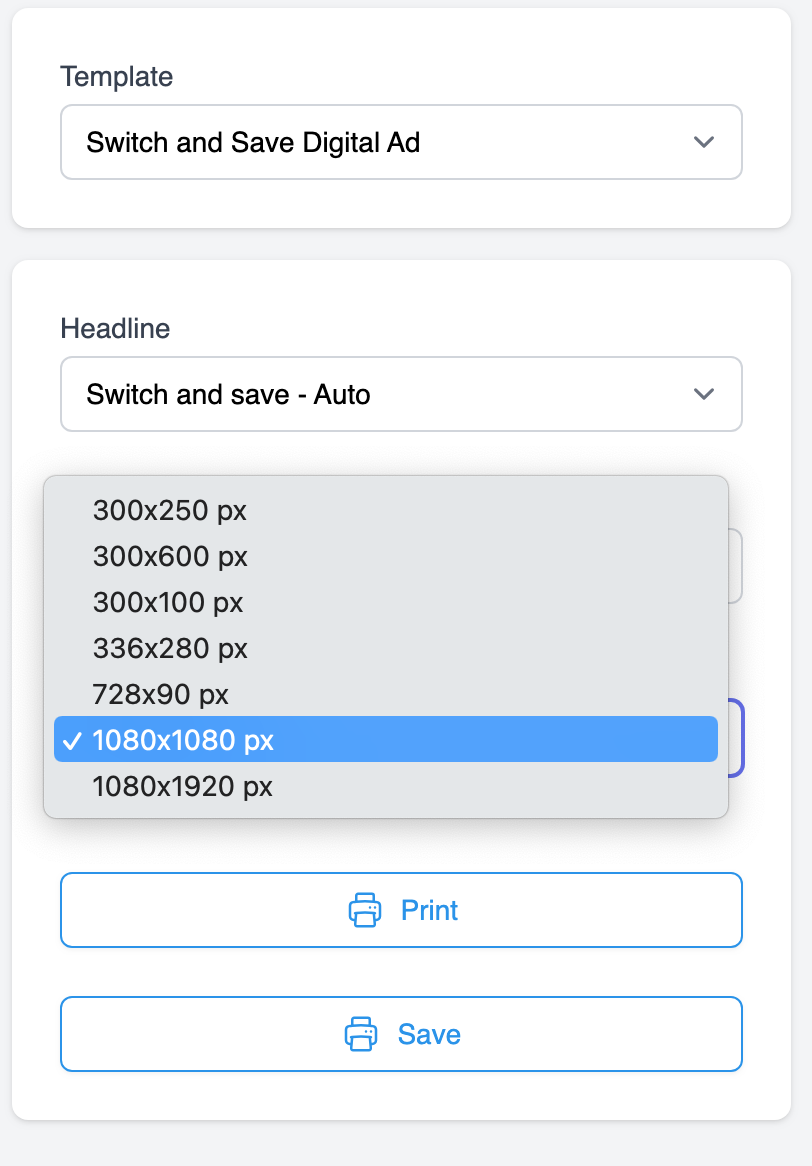 Template
Switch and Save Digital Ad
Headline
Switch and save - Auto
300x250 px
300x600 px
300x100 px
336x280 px
728x90 px
1080x1080 px
1080x1920 px
Print
Save